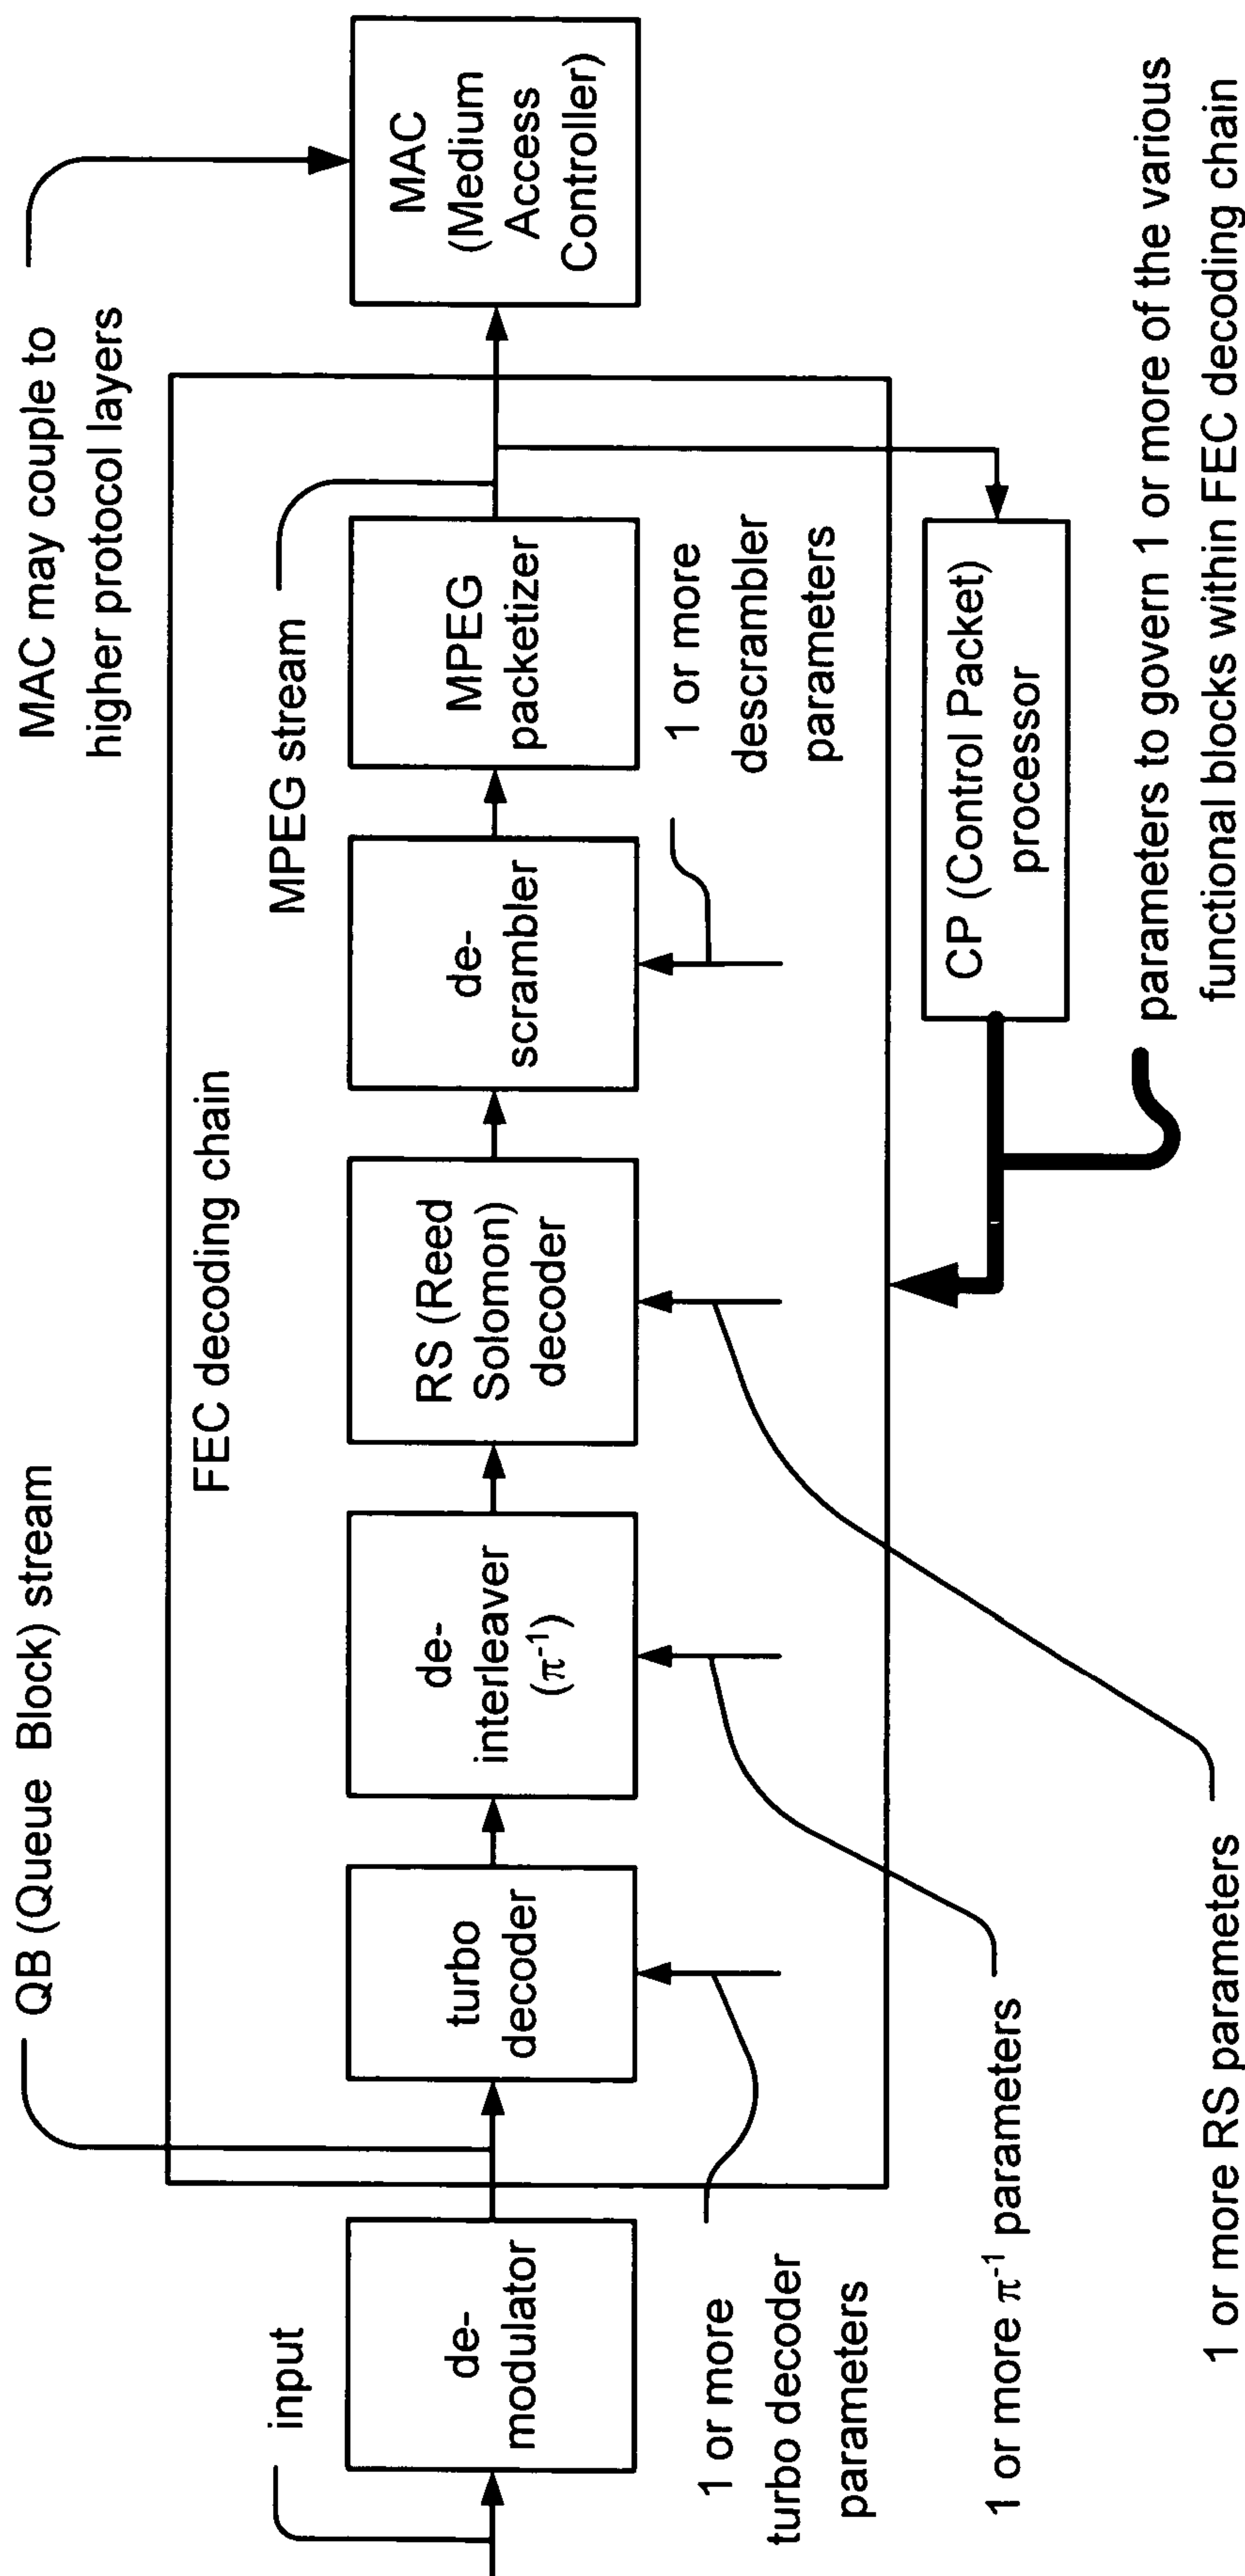 QB (Queue Block) stream
MAC may couple to
higher protocol layers
FEC decoding chain
input
MPEG stream
de-
modulator
turbo
decoder
de-
interleaver
(π⁻¹)
RS (Reed
Solomon)
decoder
de-
scrambler
MPEG
packetizer
MAC
(Medium
Access
Controller)
1 or more
turbo decoder
parameters
1 or more
descrambler
parameters
1 or more π⁻¹ parameters
1 or more RS parameters
CP (Control Packet)
processor
parameters to govern 1 or more of the various
functional blocks within FEC decoding chain